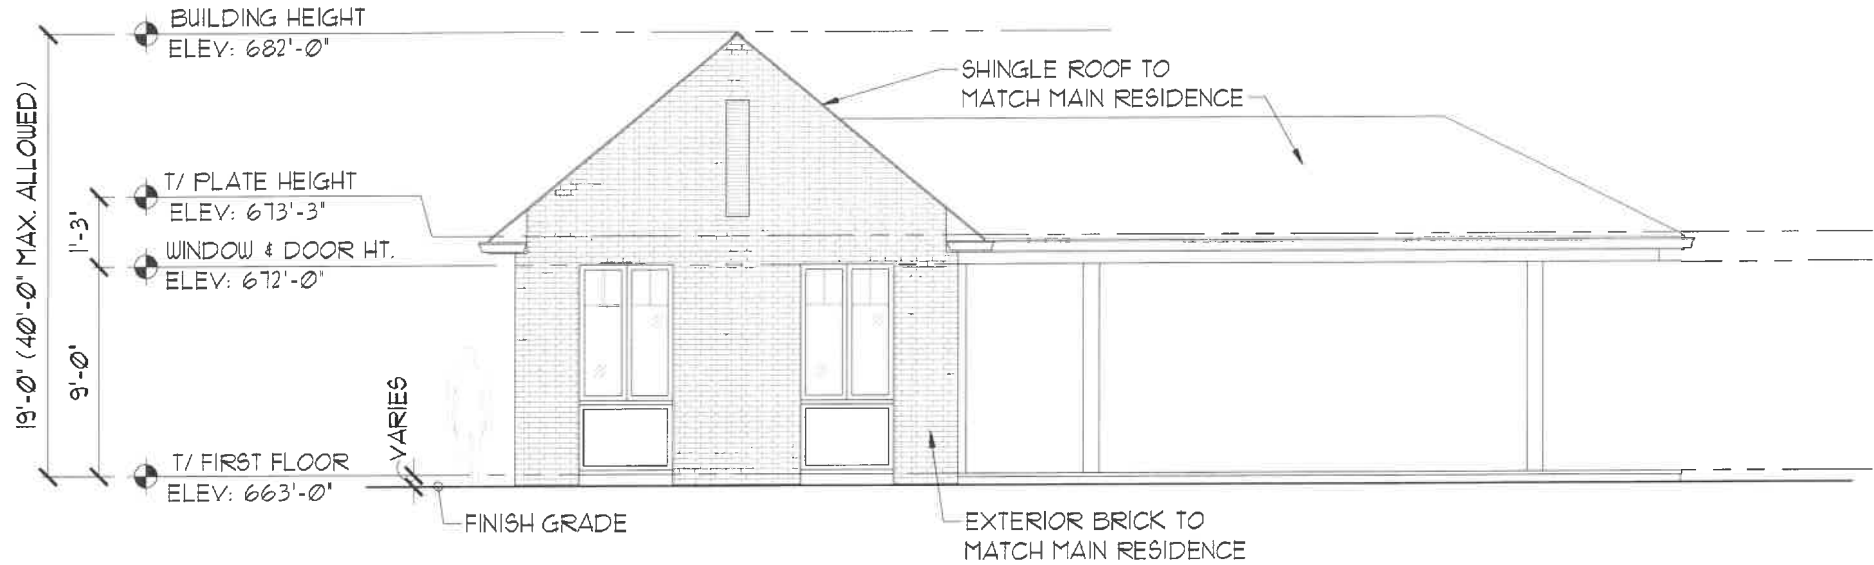 BUILDING HEIGHT
ELEV: 682'-0"
SHINGLE ROOF TO
MATCH MAIN RESIDENCE
19'-0" (40'-0" MAX. ALLOWED)
T/ PLATE HEIGHT
ELEV: 673'-3"
1'-3"
WINDOW & DOOR HT.
ELEV: 672'-0"
9'-0"
VARIES
T/ FIRST FLOOR
ELEV: 663'-0"
FINISH GRADE
EXTERIOR BRICK TO
MATCH MAIN RESIDENCE